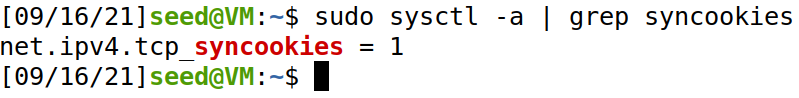 [09/16/21]seed@VM:~$ sudo sysctl -a | grep syncookies
net.ipv4.tcp_syncookies = 1
[09/16/21]seed@VM:~$